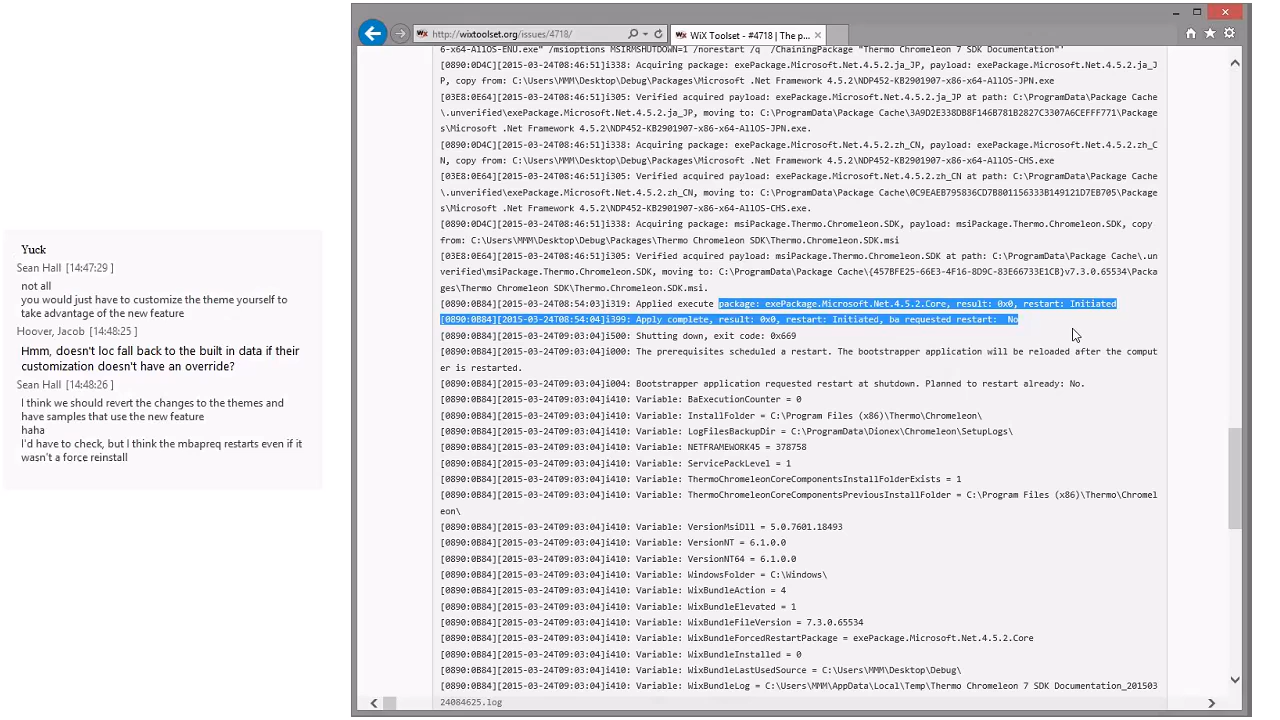 Yuck
Sean Hall [14:47:29 ]
not all
you would just have to customize the theme yourself to
take advantage of the new feature
Hoover, Jacob [14:48:25 ]
Hmm, doesn't loc fall back to the built in data if their
customization doesn't have an override?
Sean Hall [14:48:26 ]
I think we should revert the changes to the themes and
have samples that use the new feature
haha
I'd have to check, but I think the mbapreq restarts even if it
wasn't a force reinstall
http://wixtoolset.org/issues/4718/
WiX Toolset - #4718 | The p...
6-x64-AllOS-ENU.exe" /msioptions MSIRMSHUTDOWN=1 /norestart /q  /ChainingPackage "Thermo Chromeleon 7 SDK Documentation"'
[0890:0D4C][2015-03-24T08:46:51]i338: Acquiring package: exePackage.Microsoft.Net.4.5.2.ja_JP, payload: exePackage.Microsoft.Net.4.5.2.ja_J
P, copy from: C:\Users\MMM\Desktop\Debug\Packages\Microsoft .Net Framework 4.5.2\NDP452-KB2901907-x86-x64-AllOS-JPN.exe
[03E8:0E64][2015-03-24T08:46:51]i305: Verified acquired payload: exePackage.Microsoft.Net.4.5.2.ja_JP at path: C:\ProgramData\Package Cache
\.unverified\exePackage.Microsoft.Net.4.5.2.ja_JP, moving to: C:\ProgramData\Package Cache\3A9D2E338DB8F146B781B2827C3307A6CEFFF771\Package
s\Microsoft .Net Framework 4.5.2\NDP452-KB2901907-x86-x64-AllOS-JPN.exe.
[0890:0D4C][2015-03-24T08:46:51]i338: Acquiring package: exePackage.Microsoft.Net.4.5.2.zh_CN, payload: exePackage.Microsoft.Net.4.5.2.zh_C
N, copy from: C:\Users\MMM\Desktop\Debug\Packages\Microsoft .Net Framework 4.5.2\NDP452-KB2901907-x86-x64-AllOS-CHS.exe
[03E8:0E64][2015-03-24T08:46:51]i305: Verified acquired payload: exePackage.Microsoft.Net.4.5.2.zh_CN at path: C:\ProgramData\Package Cache
\.unverified\exePackage.Microsoft.Net.4.5.2.zh_CN, moving to: C:\ProgramData\Package Cache\0C9EAEB795836CD7B801156333B149121D7EB705\Package
s\Microsoft .Net Framework 4.5.2\NDP452-KB2901907-x86-x64-AllOS-CHS.exe.
[0890:0D4C][2015-03-24T08:46:51]i338: Acquiring package: msiPackage.Thermo.Chromeleon.SDK, payload: msiPackage.Thermo.Chromeleon.SDK, copy
from: C:\Users\MMM\Desktop\Debug\Packages\Thermo Chromeleon SDK\Thermo.Chromeleon.SDK.msi
[03E8:0E64][2015-03-24T08:46:51]i305: Verified acquired payload: msiPackage.Thermo.Chromeleon.SDK at path: C:\ProgramData\Package Cache\.un
verified\msiPackage.Thermo.Chromeleon.SDK, moving to: C:\ProgramData\Package Cache\{457BFE25-66E3-4F16-8D9C-83E66733E1CB}v7.3.0.65534\Packa
ges\Thermo Chromeleon SDK\Thermo.Chromeleon.SDK.msi.
[0890:0B84][2015-03-24T08:54:03]i319: Applied execute package: exePackage.Microsoft.Net.4.5.2.Core, result: 0x0, restart: Initiated
[0890:0B84][2015-03-24T08:54:04]i399: Apply complete, result: 0x0, restart: Initiated, ba requested restart:  No
[0890:0B84][2015-03-24T09:03:04]i500: Shutting down, exit code: 0x669
[0890:0B84][2015-03-24T09:03:04]i000: The prerequisites scheduled a restart. The bootstrapper application will be reloaded after the comput
er is restarted.
[0890:0B84][2015-03-24T09:03:04]i004: Bootstrapper application requested restart at shutdown. Planned to restart already: No.
[0890:0B84][2015-03-24T09:03:04]i410: Variable: BaExecutionCounter = 0
[0890:0B84][2015-03-24T09:03:04]i410: Variable: InstallFolder = C:\Program Files (x86)\Thermo\Chromeleon\
[0890:0B84][2015-03-24T09:03:04]i410: Variable: LogFilesBackupDir = C:\ProgramData\Dionex\Chromeleon\SetupLogs\
[0890:0B84][2015-03-24T09:03:04]i410: Variable: NETFRAMEWORK45 = 378758
[0890:0B84][2015-03-24T09:03:04]i410: Variable: ServicePackLevel = 1
[0890:0B84][2015-03-24T09:03:04]i410: Variable: ThermoChromeleonCoreComponentsInstallFolderExists = 1
[0890:0B84][2015-03-24T09:03:04]i410: Variable: ThermoChromeleonCoreComponentsPreviousInstallFolder = C:\Program Files (x86)\Thermo\Chromel
eon\
[0890:0B84][2015-03-24T09:03:04]i410: Variable: VersionMsiDll = 5.0.7601.18493
[0890:0B84][2015-03-24T09:03:04]i410: Variable: VersionNT = 6.1.0.0
[0890:0B84][2015-03-24T09:03:04]i410: Variable: VersionNT64 = 6.1.0.0
[0890:0B84][2015-03-24T09:03:04]i410: Variable: WindowsFolder = C:\Windows\
[0890:0B84][2015-03-24T09:03:04]i410: Variable: WixBundleAction = 4
[0890:0B84][2015-03-24T09:03:04]i410: Variable: WixBundleElevated = 1
[0890:0B84][2015-03-24T09:03:04]i410: Variable: WixBundleFileVersion = 7.3.0.65534
[0890:0B84][2015-03-24T09:03:04]i410: Variable: WixBundleForcedRestartPackage = exePackage.Microsoft.Net.4.5.2.Core
[0890:0B84][2015-03-24T09:03:04]i410: Variable: WixBundleInstalled = 0
[0890:0B84][2015-03-24T09:03:04]i410: Variable: WixBundleLastUsedSource = C:\Users\MMM\Desktop\Debug\
[0890:0B84][2015-03-24T09:03:04]i410: Variable: WixBundleLog = C:\Users\MMM\AppData\Local\Temp\Thermo Chromeleon 7 SDK Documentation_201503
24084625.log